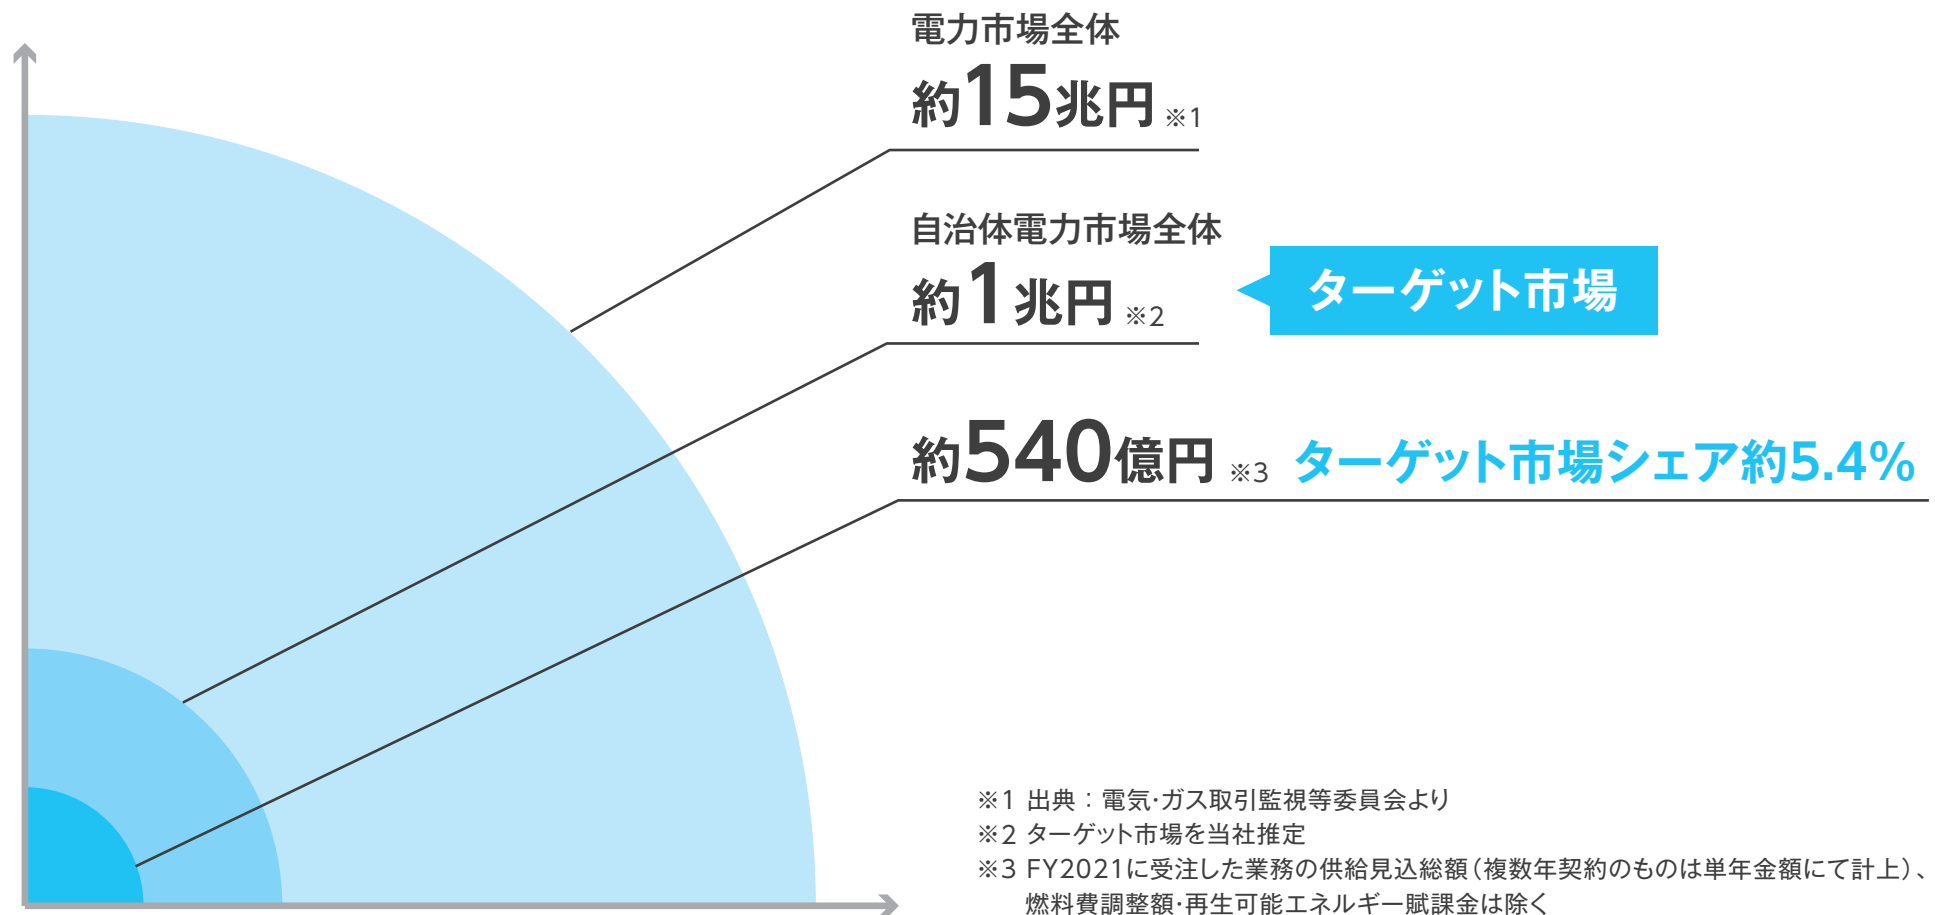 電力市場全体
約15兆円 ※1
自治体電力市場全体
約1兆円 ※2
ターゲット市場
約540億円 ※3 ターゲット市場シェア約5.4%
※1 出典：電気・ガス取引監視等委員会より
※2 ターゲット市場を当社推定
※3 FY2021に受注した業務の供給見込総額（複数年契約のものは単年金額にて計上）、
燃料費調整額・再生可能エネルギー賦課金は除く